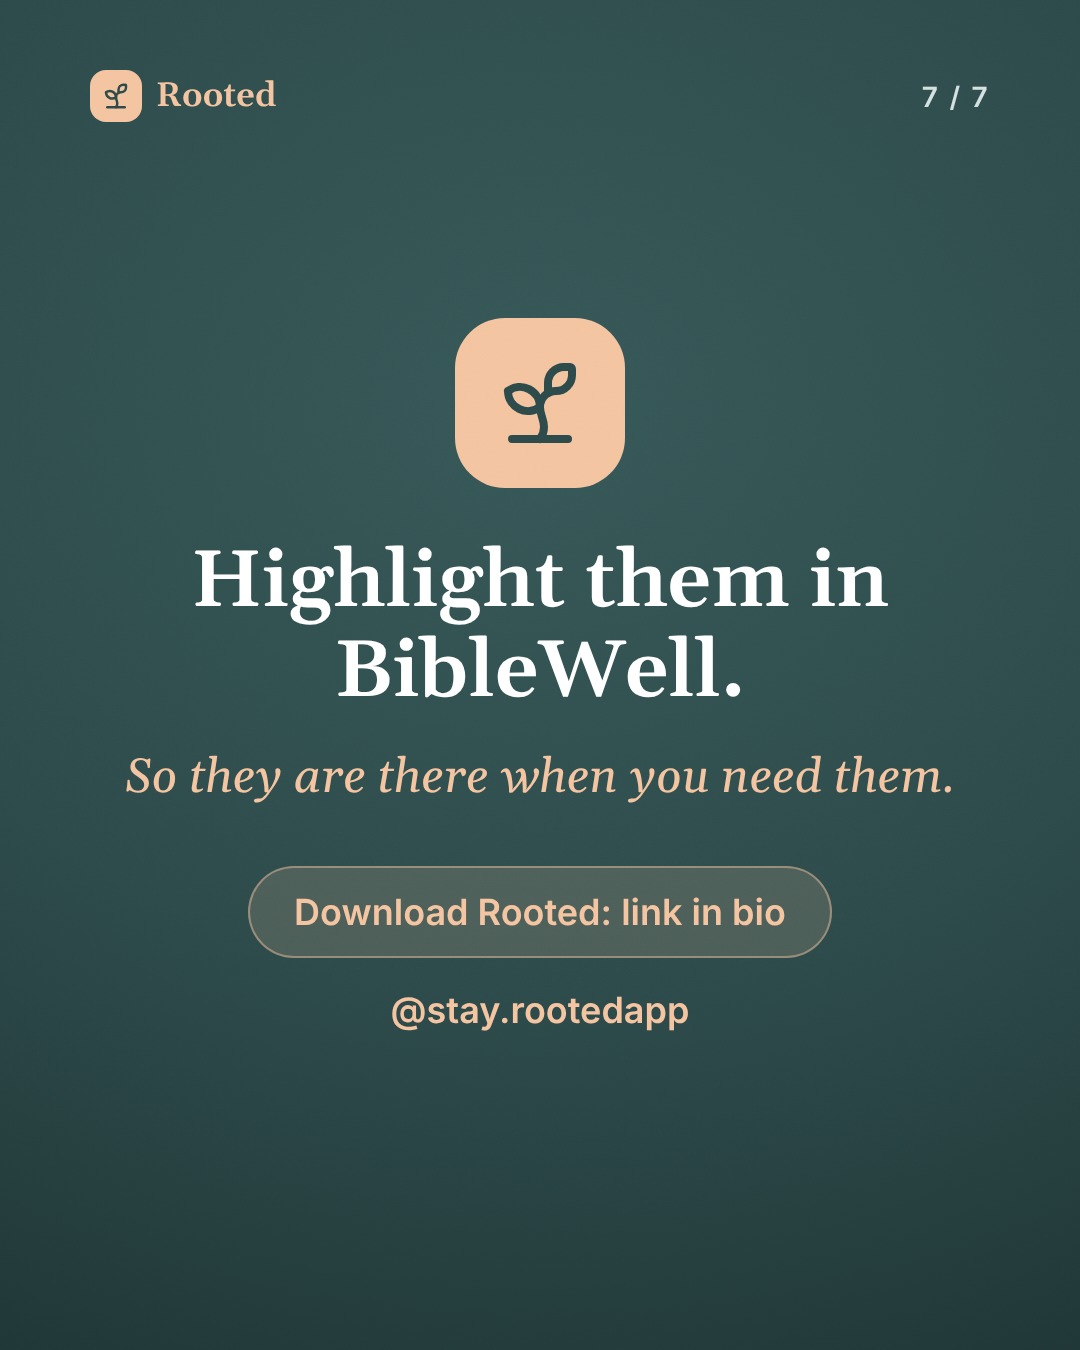 Rooted
7 / 7
Highlight them in
BibleWell.
So they are there when you need them.
Download Rooted: link in bio
@stay.rootedapp